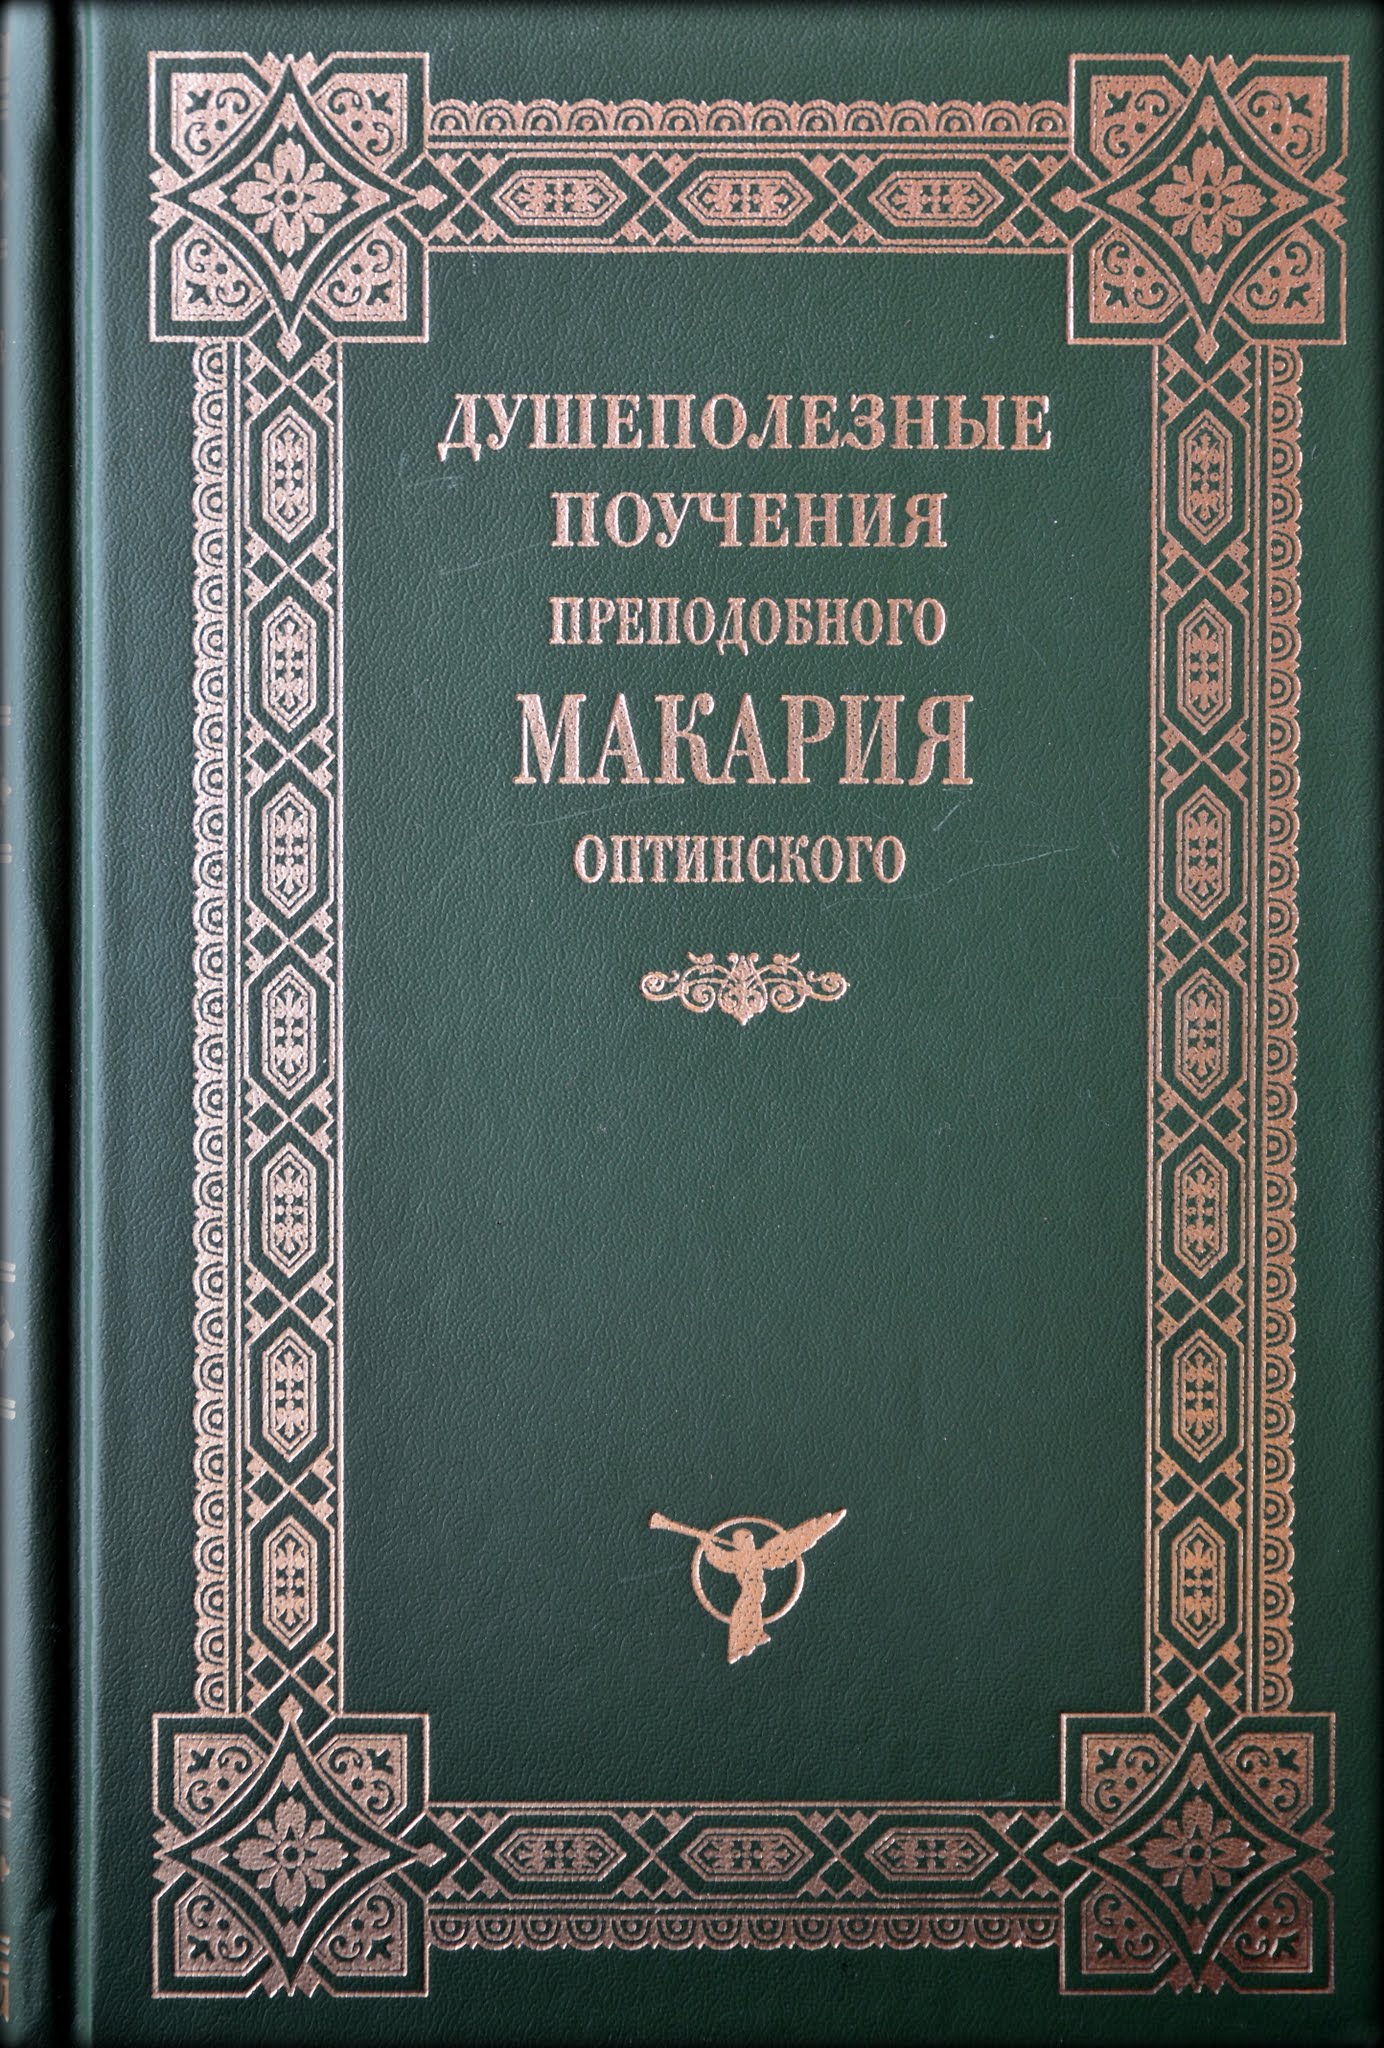 ДУШЕПОЛЕЗНЫЕ
ПОУЧЕНИЯ
ПРЕПОДОБНОГО
МАКАРИЯ
ОПТИНСКОГО